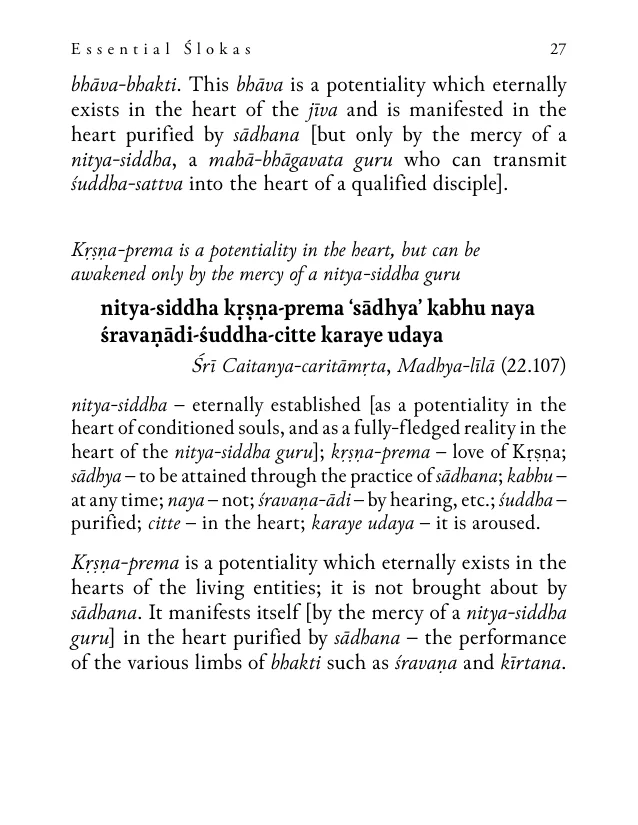 Essential Ślokas 27
bhāva-bhakti. This bhāva is a potentiality which eternally
exists in the heart of the jīva and is manifested in the
heart purified by sādhana [but only by the mercy of a
nitya-siddha, a mahā-bhāgavata guru who can transmit
śuddha-sattva into the heart of a qualified disciple].
Kṛṣṇa-prema is a potentiality in the heart, but can be
awakened only by the mercy of a nitya-siddha guru
nitya-siddha kṛṣṇa-prema ‘sādhya’ kabhu naya
śravaṇādi-śuddha-citte karaye udaya
Śrī Caitanya-caritāmṛta, Madhya-līlā (22.107)
nitya-siddha – eternally established [as a potentiality in the
heart of conditioned souls, and as a fully-fledged reality in the
heart of the nitya-siddha guru]; kṛṣṇa-prema – love of Kṛṣṇa;
sādhya – to be attained through the practice of sādhana; kabhu –
at any time; naya – not; śravaṇa-ādi – by hearing, etc.; śuddha –
purified; citte – in the heart; karaye udaya – it is aroused.
Kṛṣṇa-prema is a potentiality which eternally exists in the
hearts of the living entities; it is not brought about by
sādhana. It manifests itself [by the mercy of a nitya-siddha
guru] in the heart purified by sādhana – the performance
of the various limbs of bhakti such as śravaṇa and kīrtana.